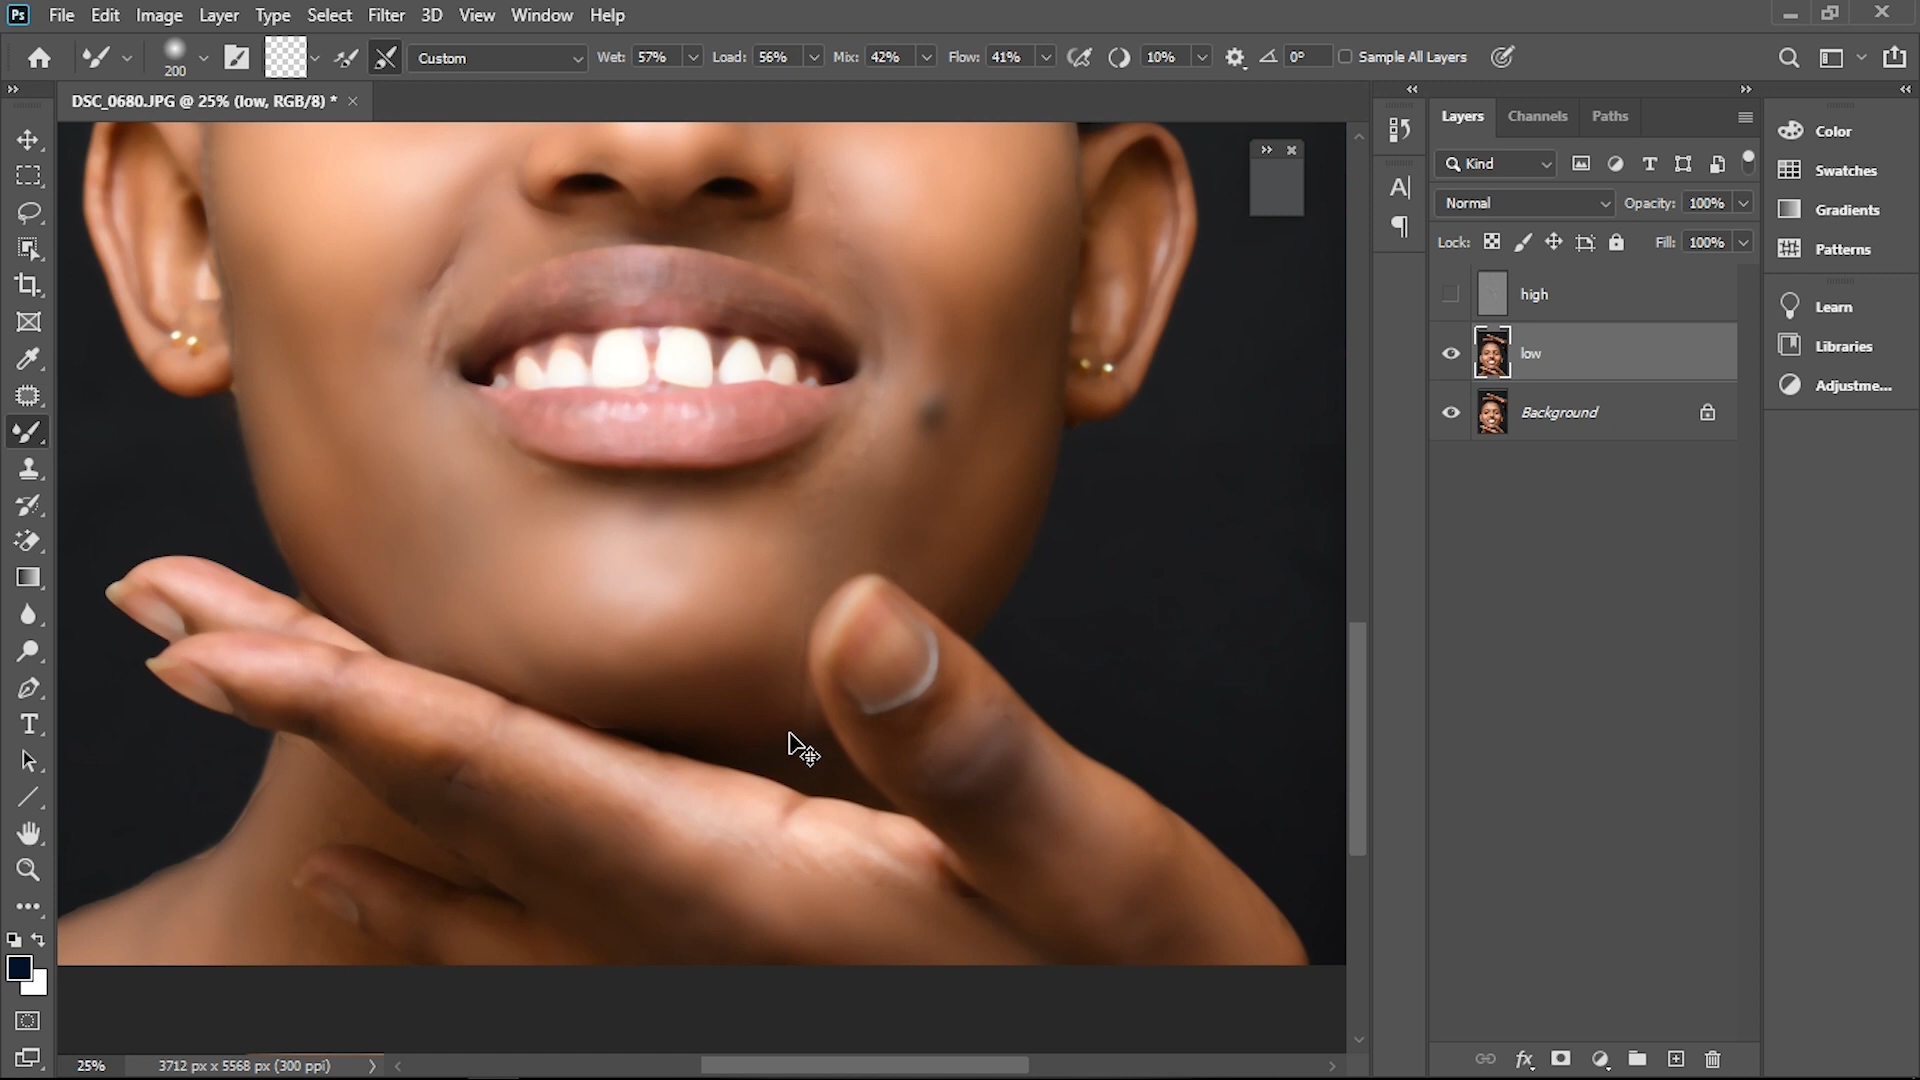 Ps File Edit Image Layer Type Select Filter 3D View Window Help
200 Custom Wet: 57% Load: 56% Mix: 42% Flow: 41% 10% 0° Sample All Layers
DSC_0680.JPG @ 25% (low, RGB/8) *
Layers Channels Paths
Kind
Normal Opacity: 100%
Lock: Fill: 100%
high
low
Background
Color
Swatches
Gradients
Patterns
Learn
Libraries
Adjustme...
25% 3712 px x 5568 px (300 ppi)